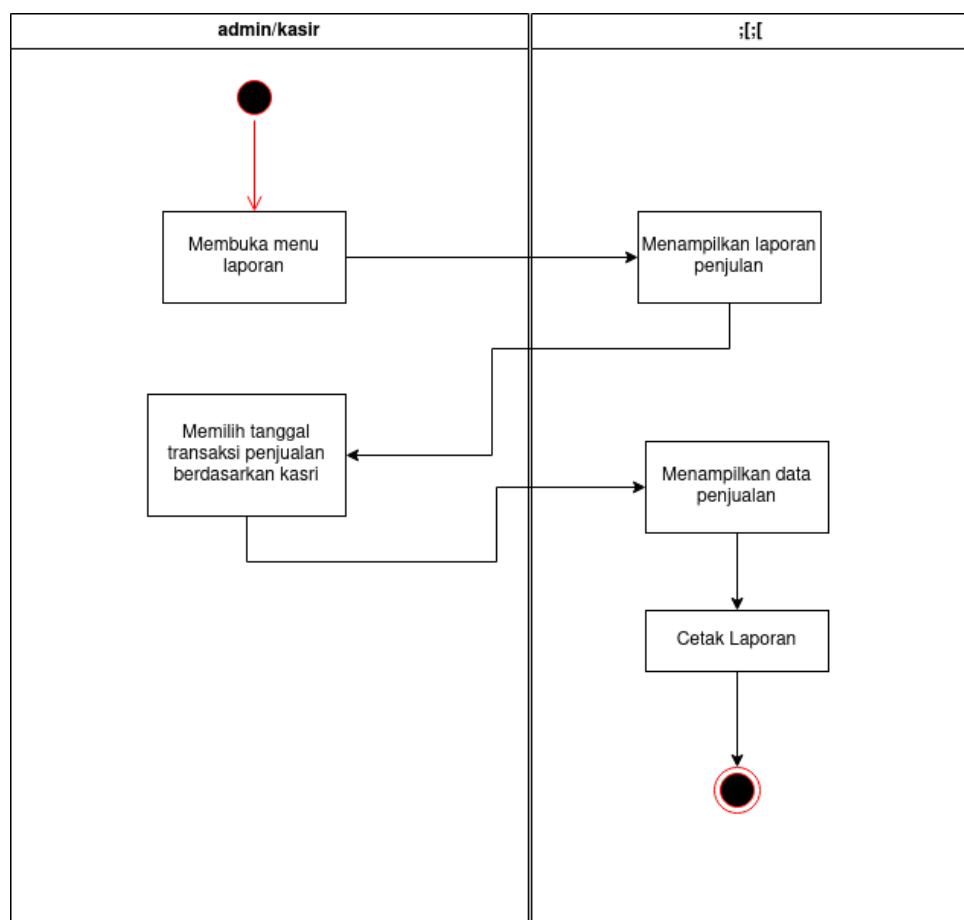 admin/kasir
;[;[
Membuka menu
laporan
Menampilkan laporan
penjulan
Memilih tanggal
transaksi penjualan
berdasarkan kasri
Menampilkan data
penjualan
Cetak Laporan